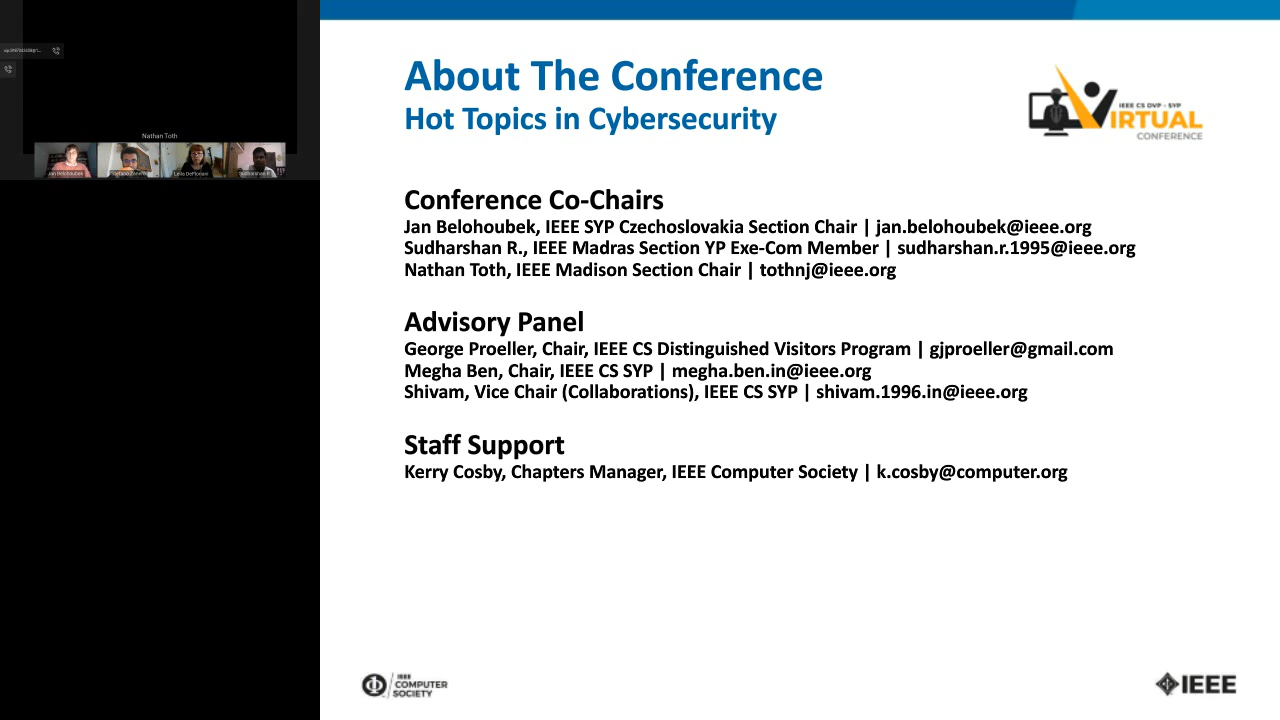 Nathan Toth
Jan Belohoubek
Leila DeFloriani
Sudharshan R
About The Conference
Hot Topics in Cybersecurity
IEEE CS DVP - SYP
VIRTUAL
CONFERENCE
Conference Co-Chairs
Jan Belohoubek, IEEE SYP Czechoslovakia Section Chair | jan.belohoubek@ieee.org
Sudharshan R., IEEE Madras Section YP Exe-Com Member | sudharshan.r.1995@ieee.org
Nathan Toth, IEEE Madison Section Chair | tothnj@ieee.org
Advisory Panel
George Proeller, Chair, IEEE CS Distinguished Visitors Program | gjproeller@gmail.com
Megha Ben, Chair, IEEE CS SYP | megha.ben.in@ieee.org
Shivam, Vice Chair (Collaborations), IEEE CS SYP | shivam.1996.in@ieee.org
Staff Support
Kerry Cosby, Chapters Manager, IEEE Computer Society | k.cosby@computer.org
IEEE
COMPUTER
SOCIETY
IEEE